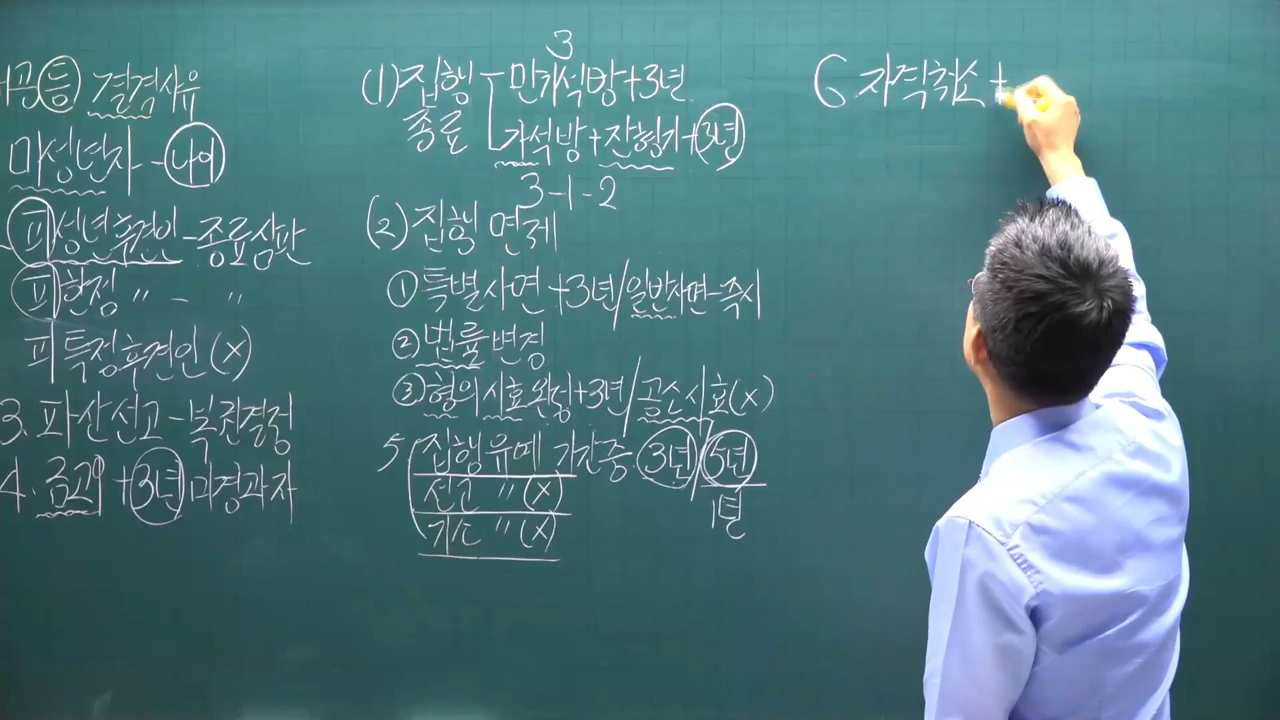 공등 결격사유
미성년자 - 나이
피성년후견인 - 종료심판
피한정 〃 - 〃
피특정후견인 (X)
3. 파산선고 - 복권결정
4. 금고 + 3년 미경과자
3
(1) 집행 종료
만기석방 + 3년
가석방 + 잔형기 + 3년
3-1-2
(2) 집행 면제
① 특별사면 + 3년 / 일반사면 - 즉시
② 법률변경
③ 형의 시효완성 + 3년 / 공소시효(X)
5 집행유예 기간중 3년 / 5년
선고 〃 (X)
기소 〃 (X)
1년
6 자격취소 +